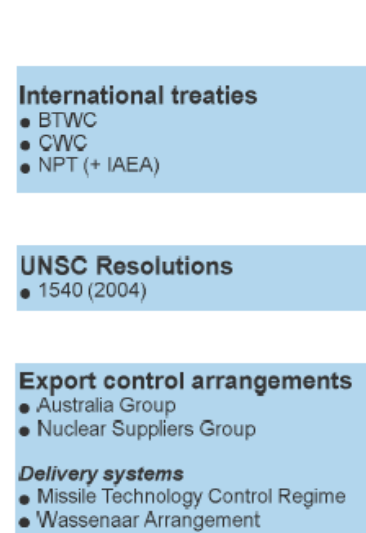 International treaties
● BTWC
● CWC
● NPT (+ IAEA)
UNSC Resolutions
● 1540 (2004)
Export control arrangements
● Australia Group
● Nuclear Suppliers Group
Delivery systems
● Missile Technology Control Regime
● Wassenaar Arrangement